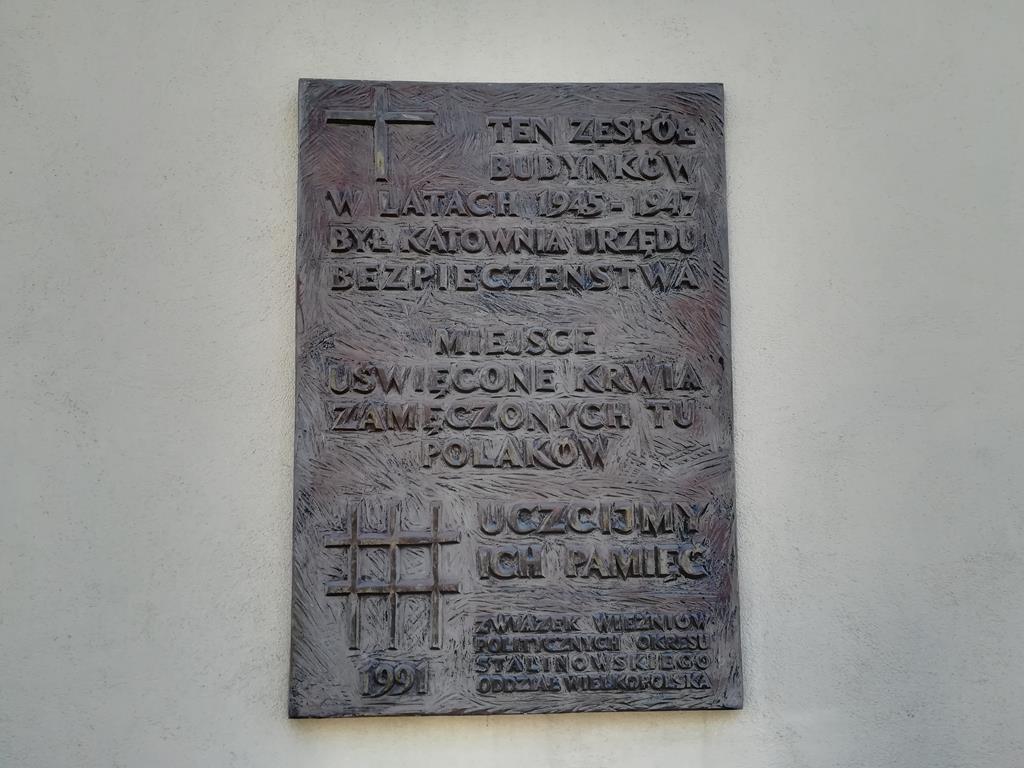 TEN ZESPÓŁ
BUDYNKÓW
W LATACH 1945-1947
BYŁ KATOWNIĄ URZĘDU
BEZPIECZEŃSTWA
MIEJSCE
UŚWIĘCONE KRWIĄ
ZAMĘCZONYCH TU
POLAKÓW
UCZCIJMY
ICH PAMIĘĆ
ZWIĄZEK WIĘŹNIÓW
POLITYCZNYCH OKRESU
STALINOWSKIEGO
ODDZIAŁ WIELKOPOLSKA
1991